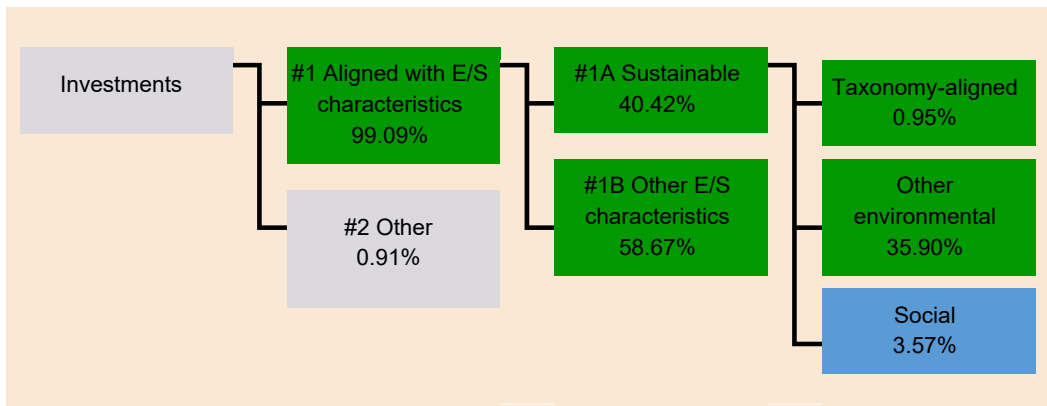 Investments
#1 Aligned with E/S
characteristics
99.09%
#2 Other
0.91%
#1A Sustainable
40.42%
#1B Other E/S
characteristics
58.67%
Taxonomy-aligned
0.95%
Other
environmental
35.90%
Social
3.57%